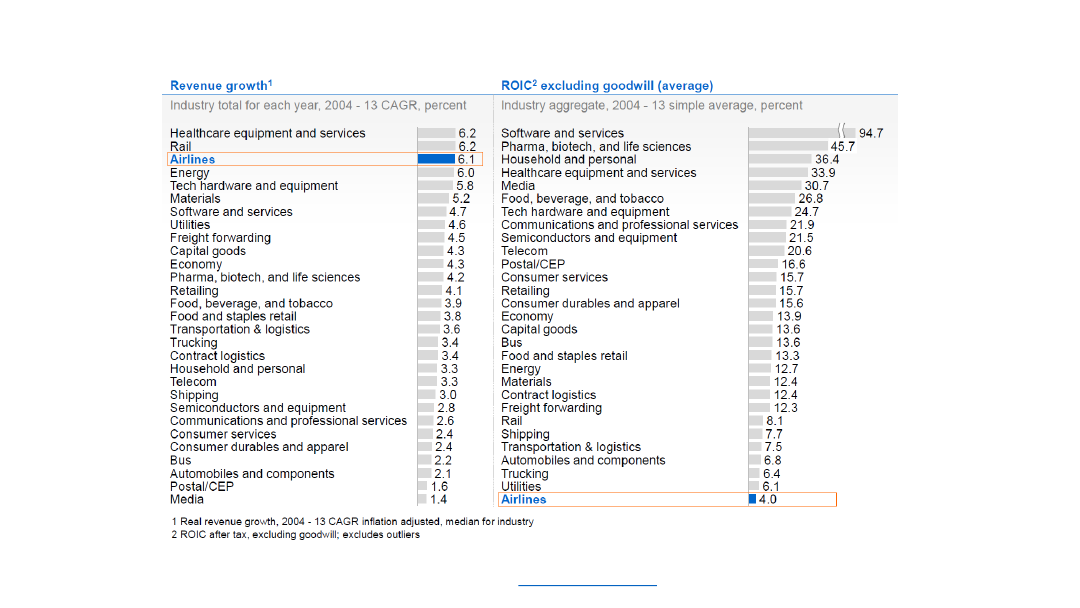 Revenue growth1
Industry total for each year, 2004 - 13 CAGR, percent
Healthcare equipment and services 6.2
Rail 6.2
Airlines 6.1
Energy 6.0
Tech hardware and equipment 5.8
Materials 5.2
Software and services 4.7
Utilities 4.6
Freight forwarding 4.5
Capital goods 4.3
Economy 4.3
Pharma, biotech, and life sciences 4.2
Retailing 4.1
Food, beverage, and tobacco 3.9
Food and staples retail 3.8
Transportation & logistics 3.6
Trucking 3.4
Contract logistics 3.4
Household and personal 3.3
Telecom 3.3
Shipping 3.0
Semiconductors and equipment 2.8
Communications and professional services 2.6
Consumer services 2.4
Consumer durables and apparel 2.4
Bus 2.2
Automobiles and components 2.1
Postal/CEP 1.6
Media 1.4
ROIC2 excluding goodwill (average)
Industry aggregate, 2004 - 13 simple average, percent
Software and services 94.7
Pharma, biotech, and life sciences 45.7
Household and personal 36.4
Healthcare equipment and services 33.9
Media 30.7
Food, beverage, and tobacco 26.8
Tech hardware and equipment 24.7
Communications and professional services 21.9
Semiconductors and equipment 21.5
Telecom 20.6
Postal/CEP 16.6
Consumer services 15.7
Retailing 15.7
Consumer durables and apparel 15.6
Economy 13.9
Capital goods 13.6
Bus 13.6
Food and staples retail 13.3
Energy 12.7
Materials 12.4
Contract logistics 12.4
Freight forwarding 12.3
Rail 8.1
Shipping 7.7
Transportation & logistics 7.5
Automobiles and components 6.8
Trucking 6.4
Utilities 6.1
Airlines 4.0
1 Real revenue growth, 2004 - 13 CAGR inflation adjusted, median for industry
2 ROIC after tax, excluding goodwill; excludes outliers